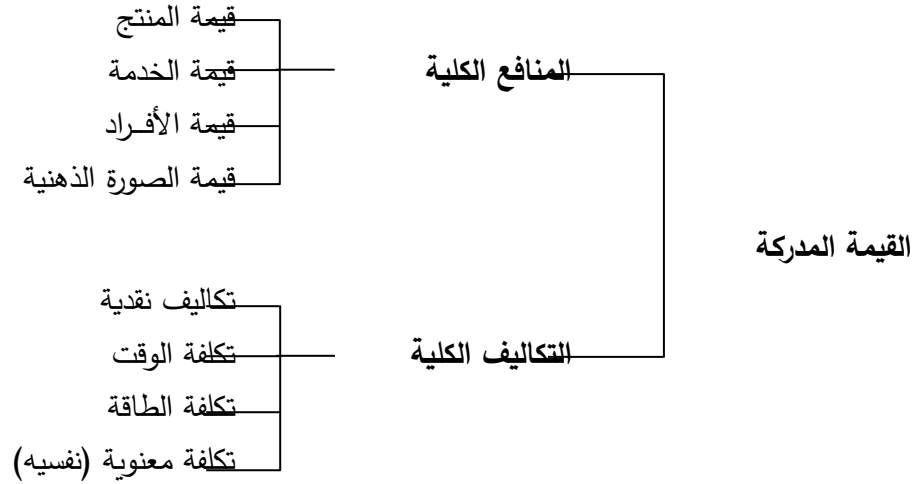 القيمة المدركة
المنافع الكلية
قيمة المنتج
قيمة الخدمة
قيمة الأفــراد
قيمة الصورة الذهنية
التكاليف الكلية
تكاليف نقدية
تكلفة الوقت
تكلفة الطاقة
تكلفة معنوية (نفسيه)